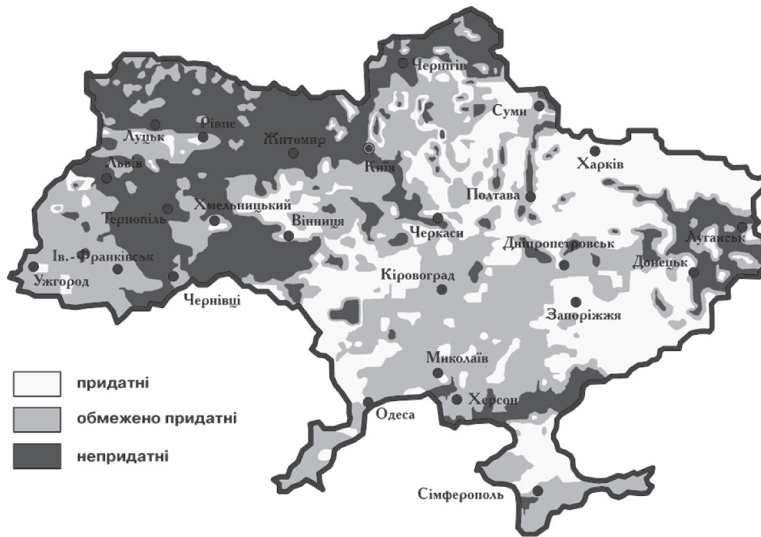 Чернігів
Суми
Луцьк
Рівне
Житомир
Київ
Харків
Львів
Полтава
Тернопіль
Хмельницький
Вінниця
Черкаси
Луганськ
Ів.-Франківськ
Дніпропетровськ
Донецьк
Ужгород
Кіровоград
Чернівці
Запоріжжя
Миколаїв
придатні
Херсон
обмежено придатні
Одеса
непридатні
Сімферополь